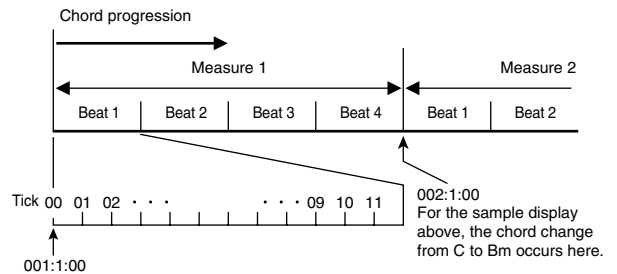 Chord progression
Measure 1 Measure 2
Beat 1 Beat 2 Beat 3 Beat 4 Beat 1 Beat 2
Tick 00 01 02 · · · · · · · 09 10 11
002:1:00
For the sample display
above, the chord change
from C to Bm occurs here.
001:1:00